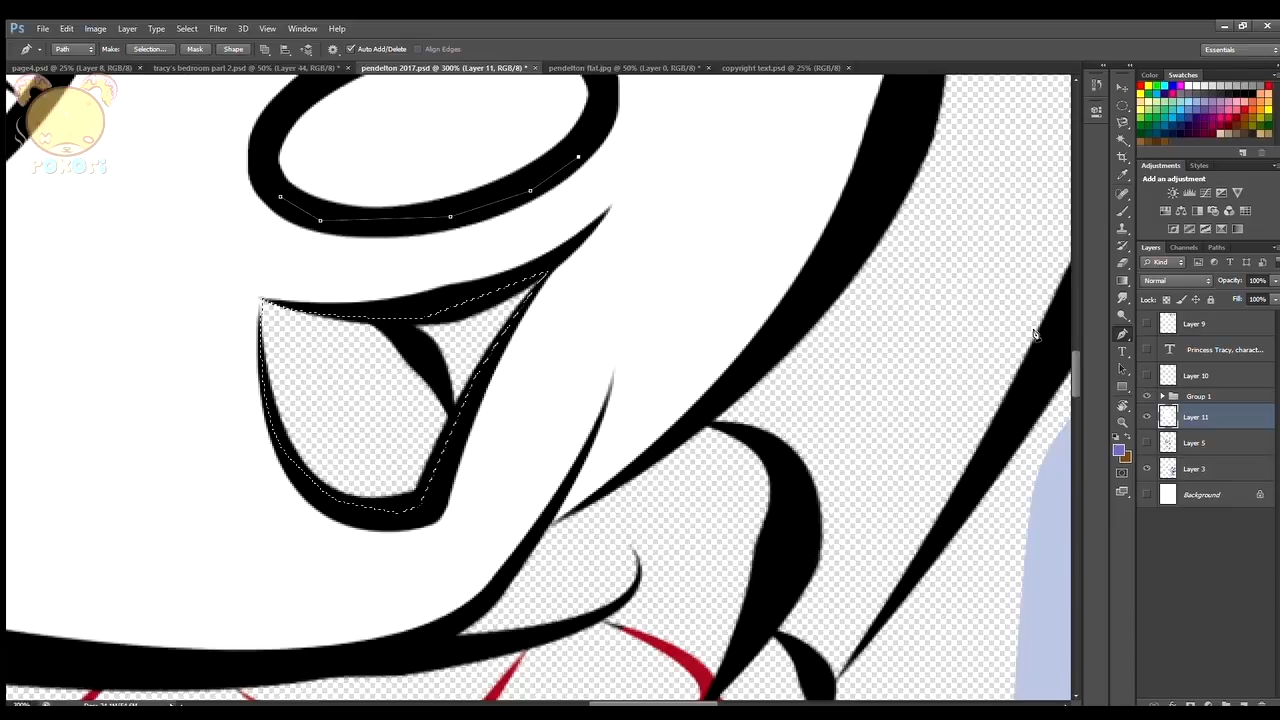 Ps File Edit Image Layer Type Select Filter 3D View Window Help
Path Make: Selection... Mask Shape Auto Add/Delete Align Edges Essentials
page4.psd @ 25% (Layer 8, RGB/8) × tracy's bedroom part 2.psd @ 50% (Layer 44, RGB/8) * × pendelton 2017.psd @ 300% (Layer 11, RGB/8) * × pendelton flat.jpg @ 50% (Layer 0, RGB/8) * × copyright text.psd @ 25% (RGB/8) ×
Color Swatches
Adjustments Styles
Add an adjustment
Layers Channels Paths
Kind
Normal Opacity: 100%
Lock: Fill: 100%
Layer 9
T Princess Tracy, charact...
Layer 10
Group 1
Layer 11
Layer 5
Layer 3
Background